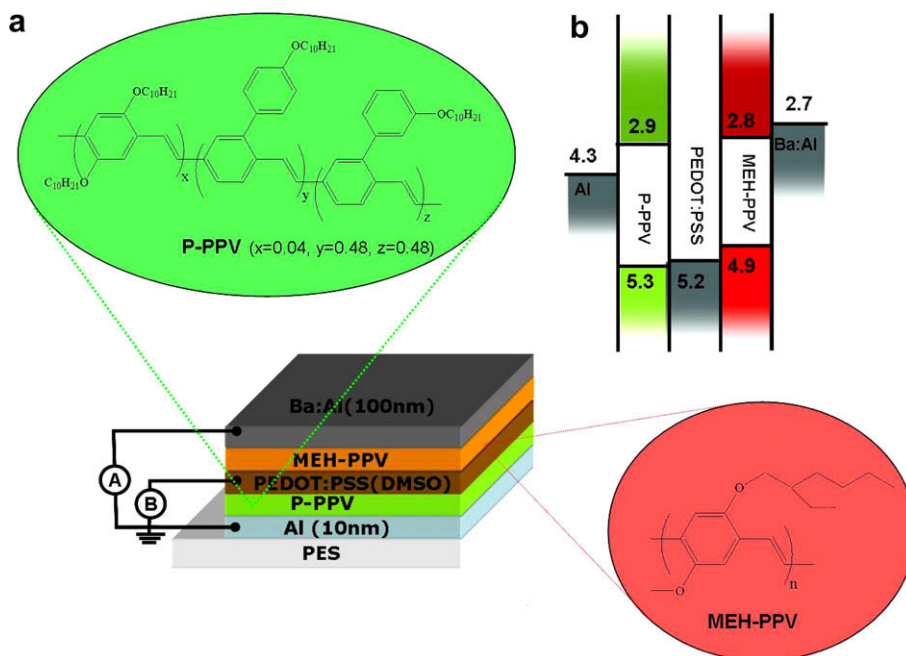 a
OC₁₀H₂₁
OC₁₀H₂₁
OC₁₀H₂₁
C₁₀H₂₁O
x
y
z
P-PPV (x=0.04, y=0.48, z=0.48)
Ba:Al(100nm)
MEH-PPV
PEDOT:PSS(DMSO)
P-PPV
Al (10nm)
PES
A
B
b
4.3
Al
2.9
P-PPV
5.3
PEDOT:PSS
5.2
2.8
MEH-PPV
4.9
2.7
Ba:Al
O
O
n
MEH-PPV